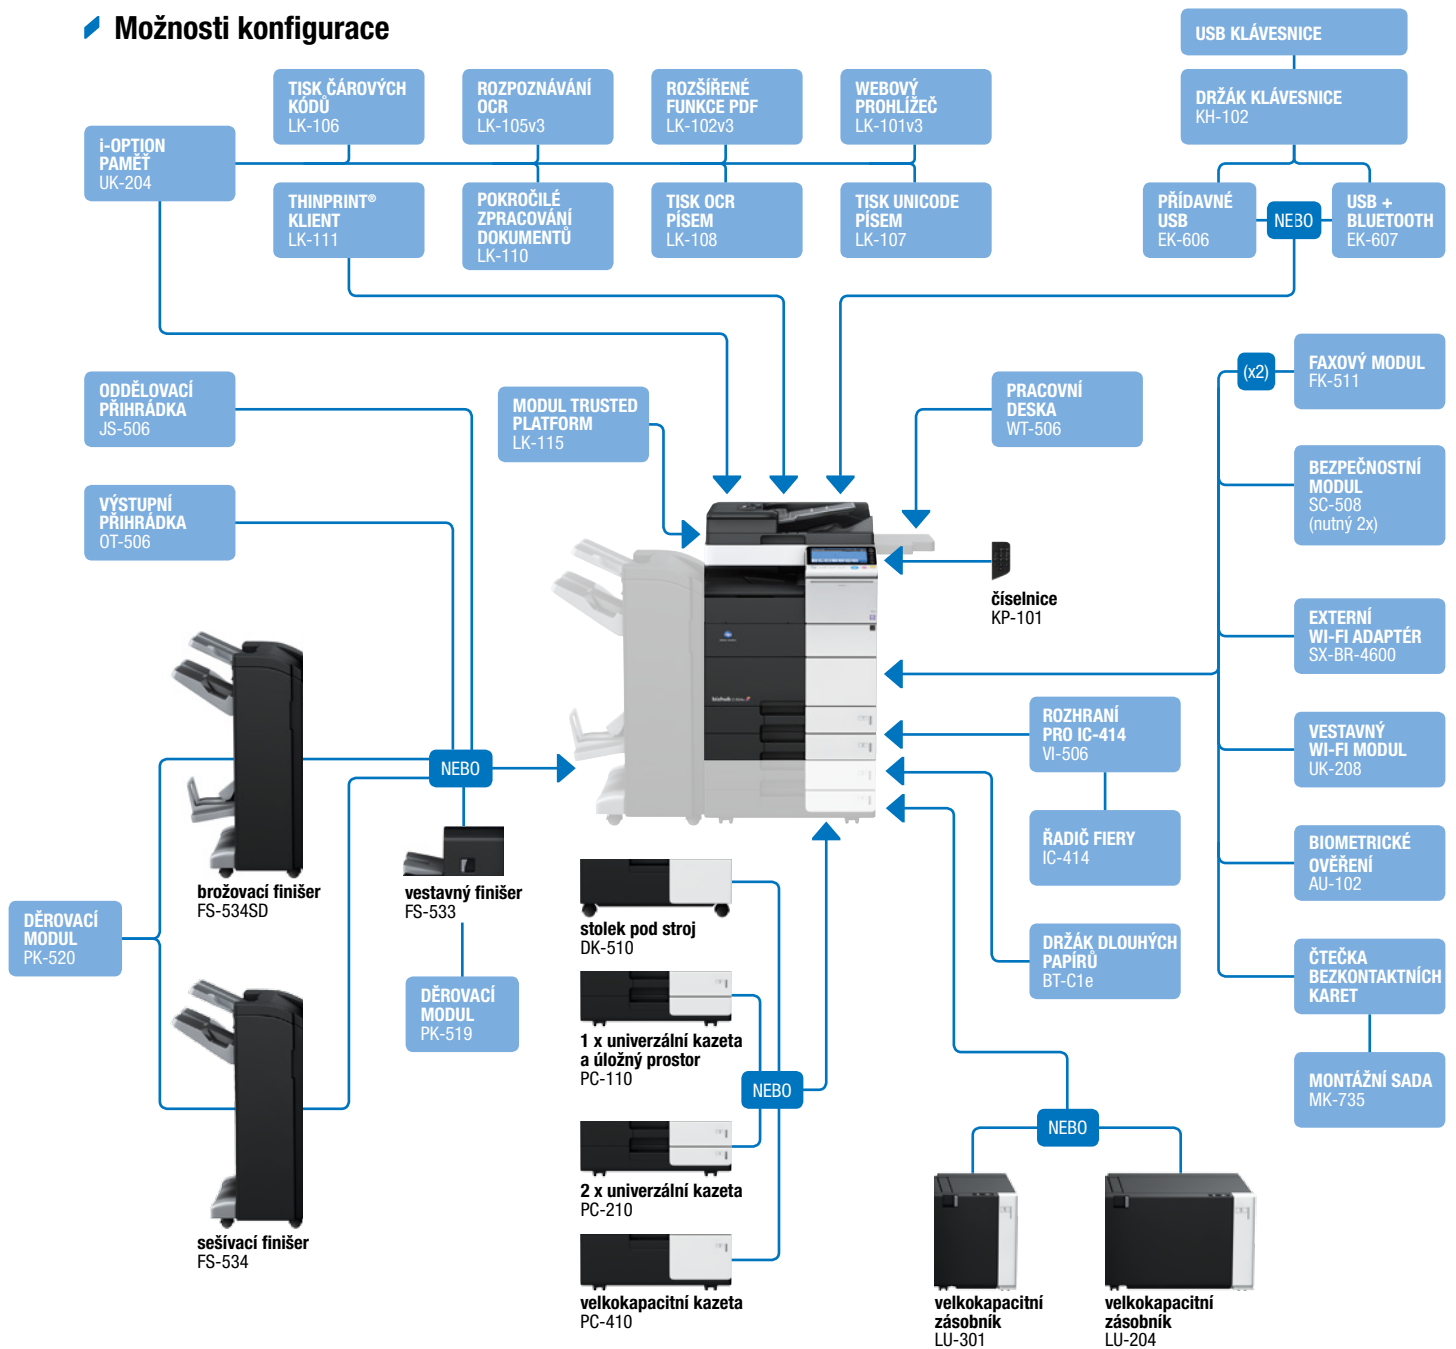 Možnosti konfigurace
USB KLÁVESNICE
DRŽÁK KLÁVESNICE
KH-102
PŘÍDAVNÉ
USB
EK-606
NEBO
USB +
BLUETOOTH
EK-607
TISK ČÁROVÝCH
KÓDŮ
LK-106
ROZPOZNÁVÁNÍ
OCR
LK-105v3
ROZŠÍŘENÉ
FUNKCE PDF
LK-102v3
WEBOVÝ
PROHLÍŽEČ
LK-101v3
i-OPTION
PAMĚŤ
UK-204
THINPRINT®
KLIENT
LK-111
POKROČILÉ
ZPRACOVÁNÍ
DOKUMENTŮ
LK-110
TISK OCR
PÍSEM
LK-108
TISK UNICODE
PÍSEM
LK-107
ODDĚLOVACÍ
PŘIHRÁDKA
JS-506
VÝSTUPNÍ
PŘIHRÁDKA
OT-506
MODUL TRUSTED
PLATFORM
LK-115
PRACOVNÍ
DESKA
WT-506
(x2)
FAXOVÝ MODUL
FK-511
BEZPEČNOSTNÍ
MODUL
SC-508
(nutný 2x)
číselnice
KP-101
EXTERNÍ
WI-FI ADAPTÉR
SX-BR-4600
bizhub
ROZHRANÍ
PRO IC-414
VI-506
VESTAVNÝ
WI-FI MODUL
UK-208
NEBO
ŘADIČ FIERY
IC-414
BIOMETRICKÉ
OVĚŘENÍ
AU-102
brožovací finišer
FS-534SD
vestavný finišer
FS-533
DĚROVACÍ
MODUL
PK-520
stolek pod stroj
DK-510
DRŽÁK DLOUHÝCH
PAPÍRŮ
BT-C1e
ČTEČKA
BEZKONTAKTNÍCH
KARET
DĚROVACÍ
MODUL
PK-519
1 x univerzální kazeta
a úložný prostor
PC-110
NEBO
MONTÁŽNÍ SADA
MK-735
NEBO
2 x univerzální kazeta
PC-210
sešívací finišer
FS-534
velkokapacitní kazeta
PC-410
velkokapacitní
zásobník
LU-301
velkokapacitní
zásobník
LU-204